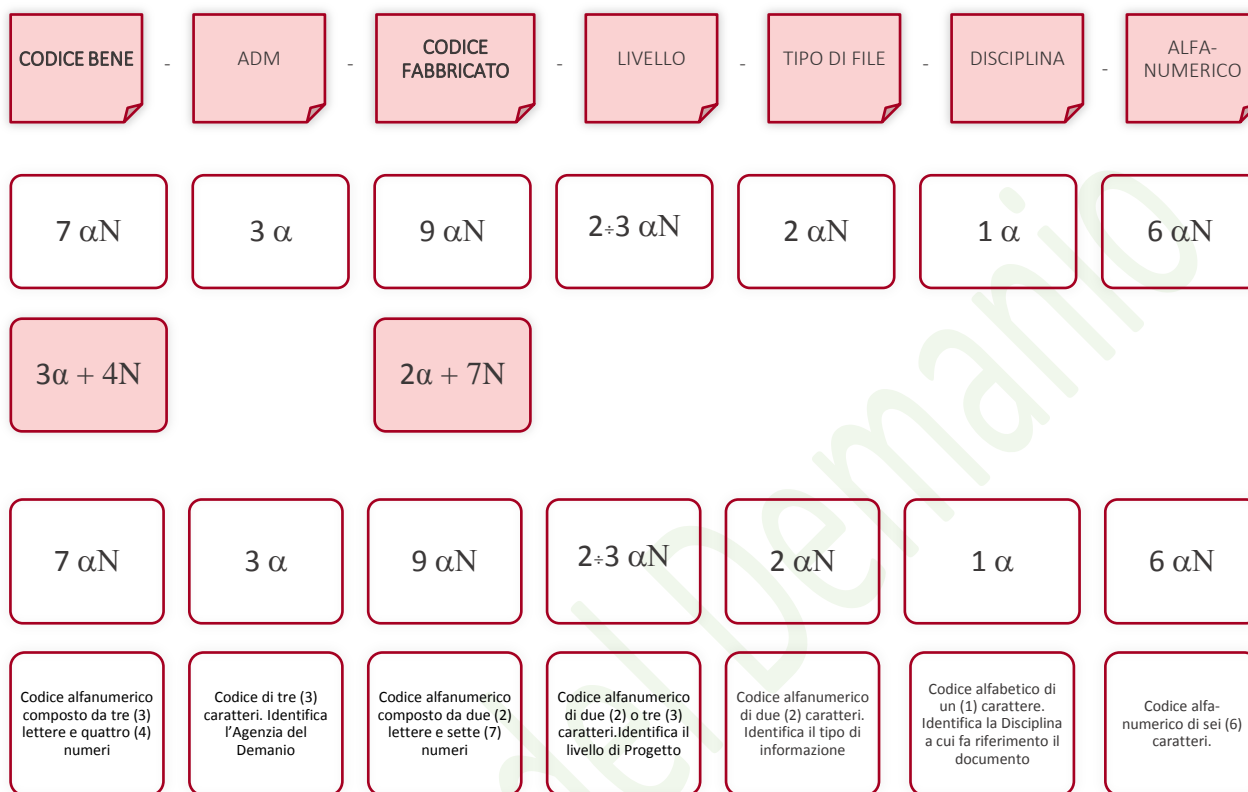 CODICE BENE - ADM - CODICE FABBRICATO - LIVELLO - TIPO DI FILE - DISCIPLINA - ALFA-NUMERICO
7 αN
3 α
9 αN
2÷3 αN
2 αN
1 α
6 αN
3α + 4N
2α + 7N
7 αN
3 α
9 αN
2÷3 αN
2 αN
1 α
6 αN
Codice alfanumerico
composto da tre (3)
lettere e quattro (4)
numeri
Codice di tre (3)
caratteri. Identifica
l'Agenzia del
Demanio
Codice alfanumerico
composto da due (2)
lettere e sette (7)
numeri
Codice alfanumerico
di due (2) o tre (3)
caratteri.Identifica il
livello di Progetto
Codice alfanumerico
di due (2) caratteri.
Identifica il tipo di
informazione
Codice alfabetico di
un (1) carattere.
Identifica la Disciplina
a cui fa riferimento il
documento
Codice alfa-
numerico di sei (6)
caratteri.
del Demanio